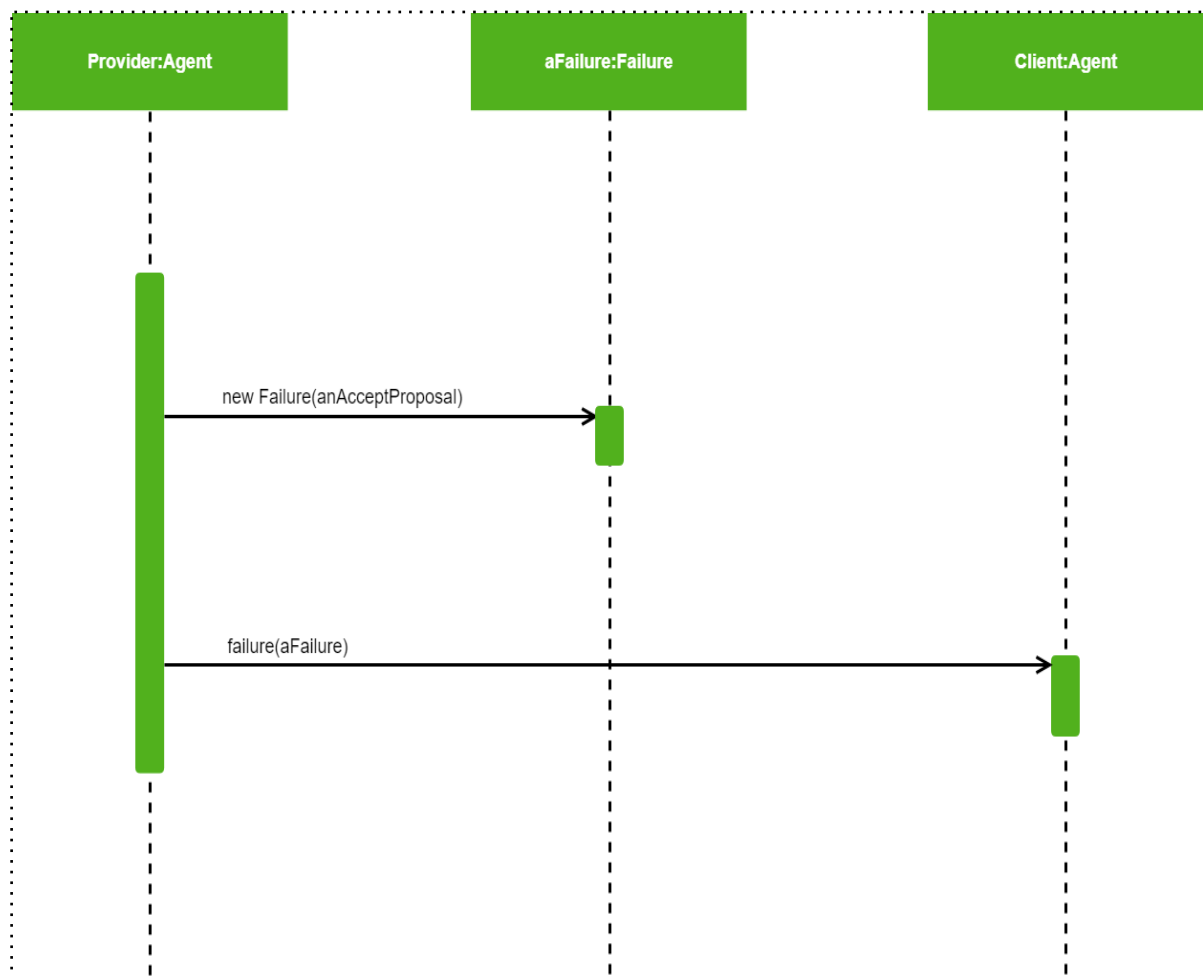 Provider:Agent
aFailure:Failure
Client:Agent
new Failure(anAcceptProposal)
failure(aFailure)